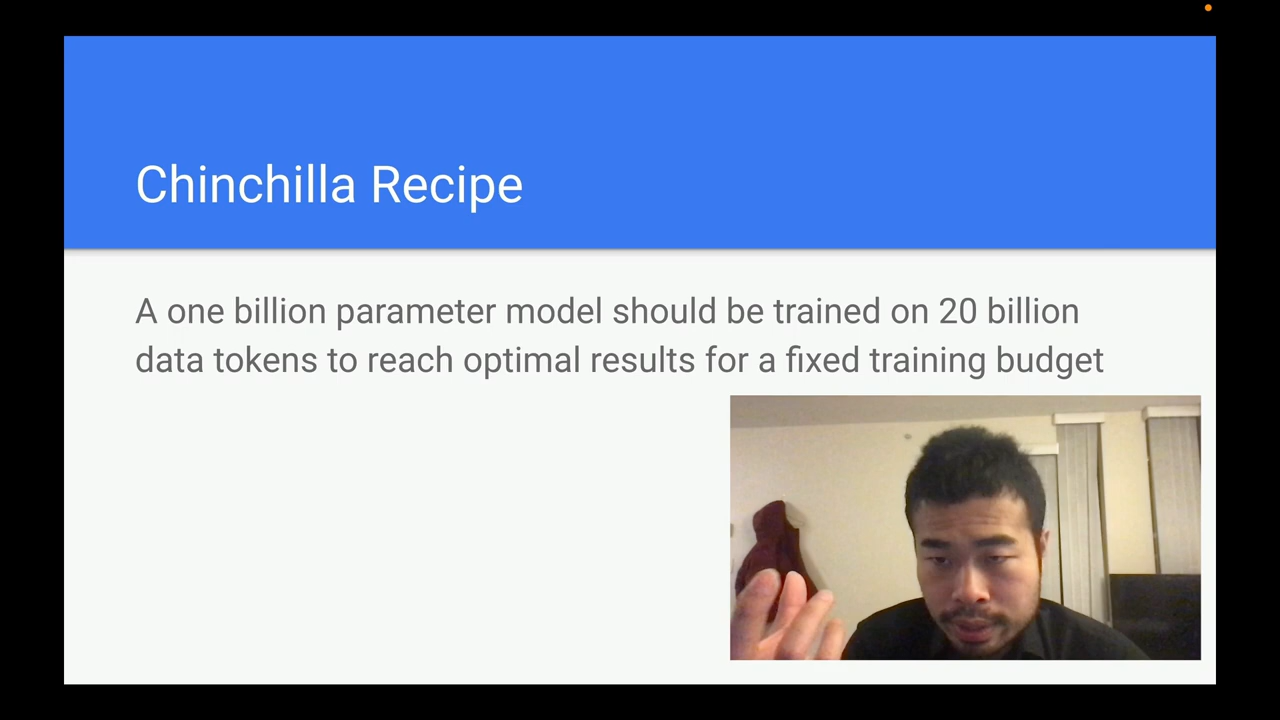 Chinchilla Recipe
A one billion parameter model should be trained on 20 billion
data tokens to reach optimal results for a fixed training budget